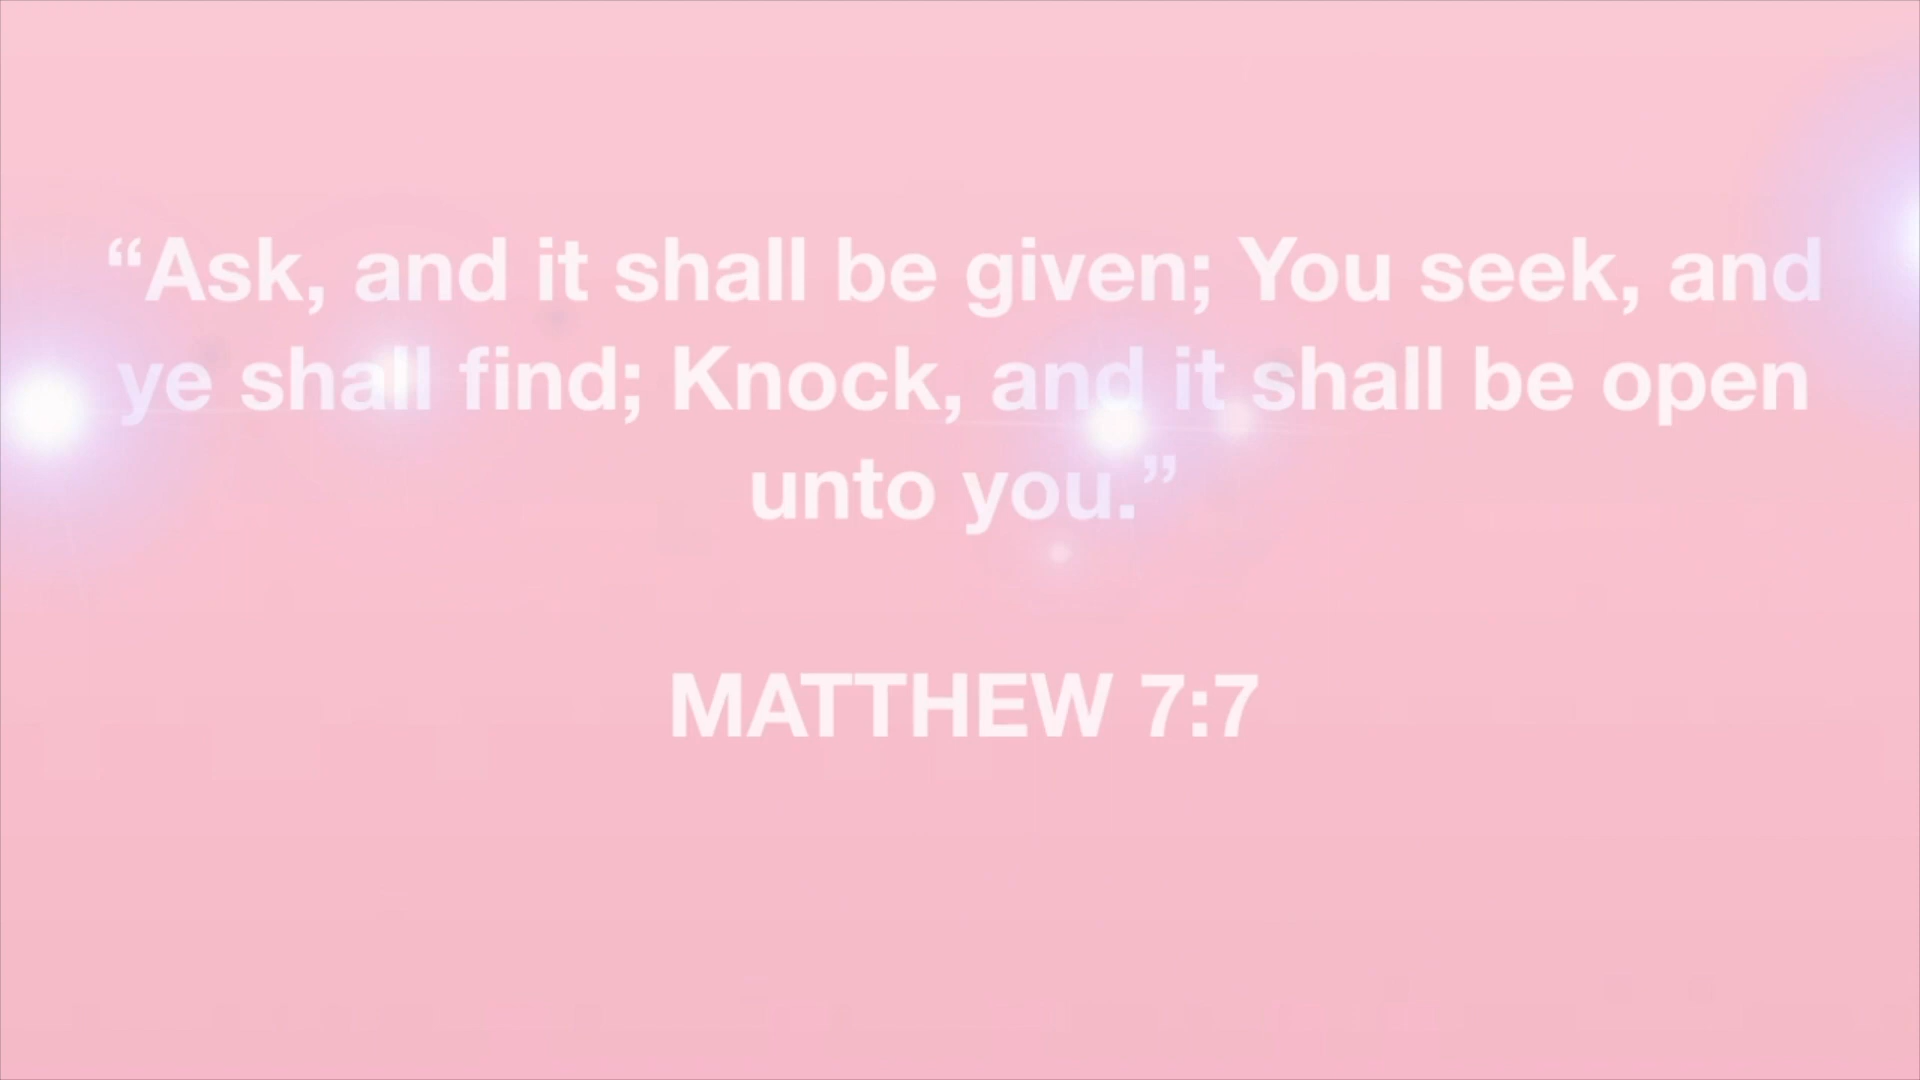 “Ask, and it shall be given; You seek, and
ye shall find; Knock, and it shall be open
unto you.”
MATTHEW 7:7